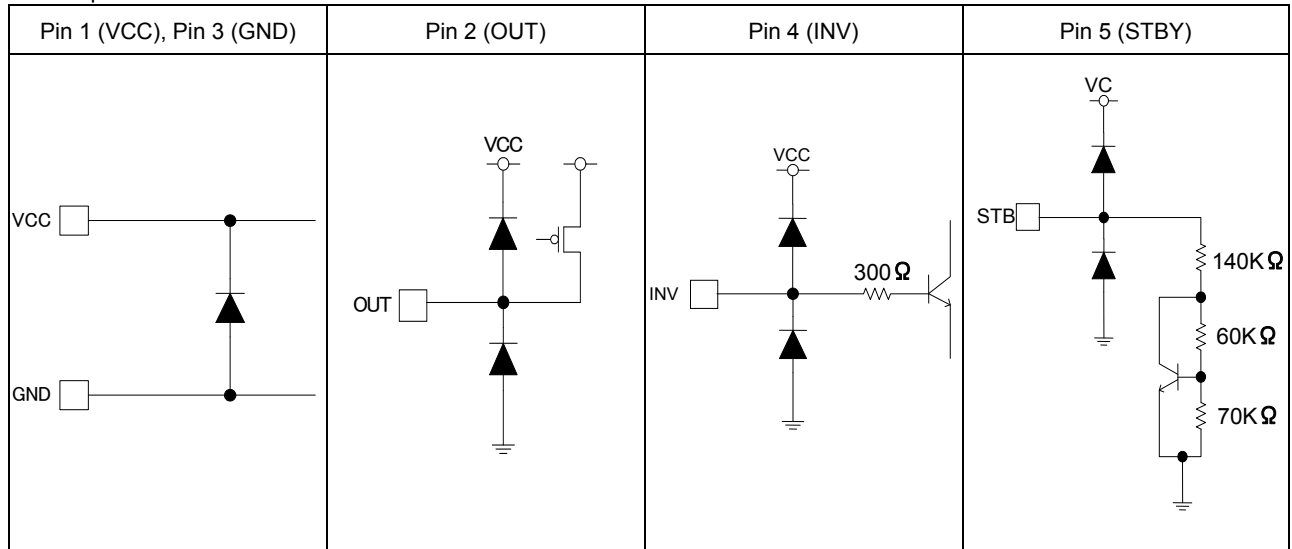 Pin 1 (VCC), Pin 3 (GND)
Pin 2 (OUT)
Pin 4 (INV)
Pin 5 (STBY)
VCC
GND
VCC
OUT
VCC
INV
300Ω
VC
STB
140KΩ
60KΩ
70KΩ